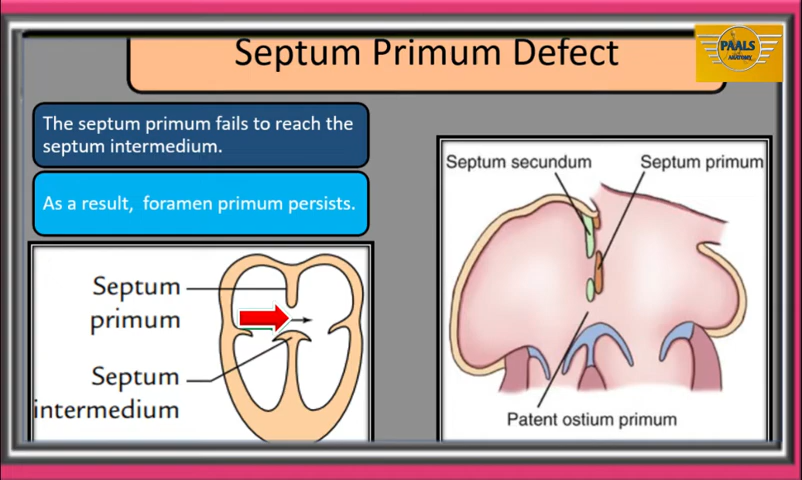 Septum Primum Defect
PAALS
ANATOMY
The septum primum fails to reach the
septum intermedium.
As a result, foramen primum persists.
Septum
primum
Septum
intermedium
Septum secundum
Septum primum
Patent ostium primum